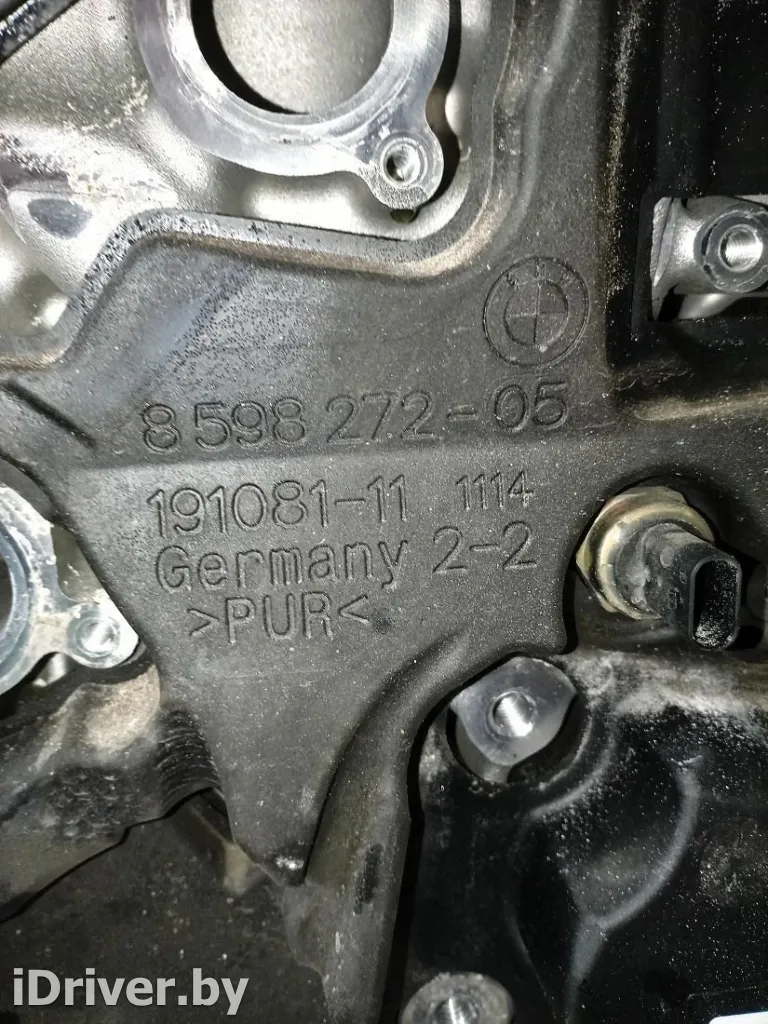 8 598 272-05
191081-11 1114
Germany 2-2
>PUR<
iDriver.by